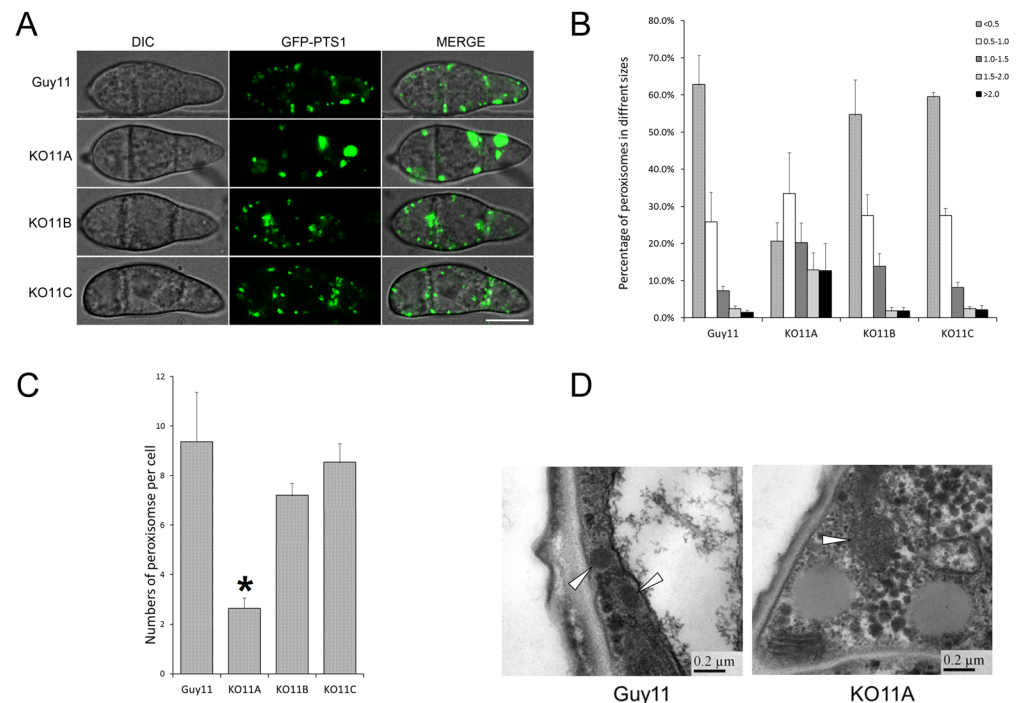 A
DIC GFP-PTS1 MERGE
Guy11
KO11A
KO11B
KO11C
B
Percentage of peroxisomes in diffrent sizes
80.0%
70.0%
60.0%
50.0%
40.0%
30.0%
20.0%
10.0%
0.0%
Guy11 KO11A KO11B KO11C
<0.5
0.5-1.0
1.0-1.5
1.5-2.0
>2.0
C
Numbers of peroxisomse per cell
12
10
8
6
4
2
0
*
Guy11 KO11A KO11B KO11C
D
0.2 µm 0.2 µm
Guy11 KO11A